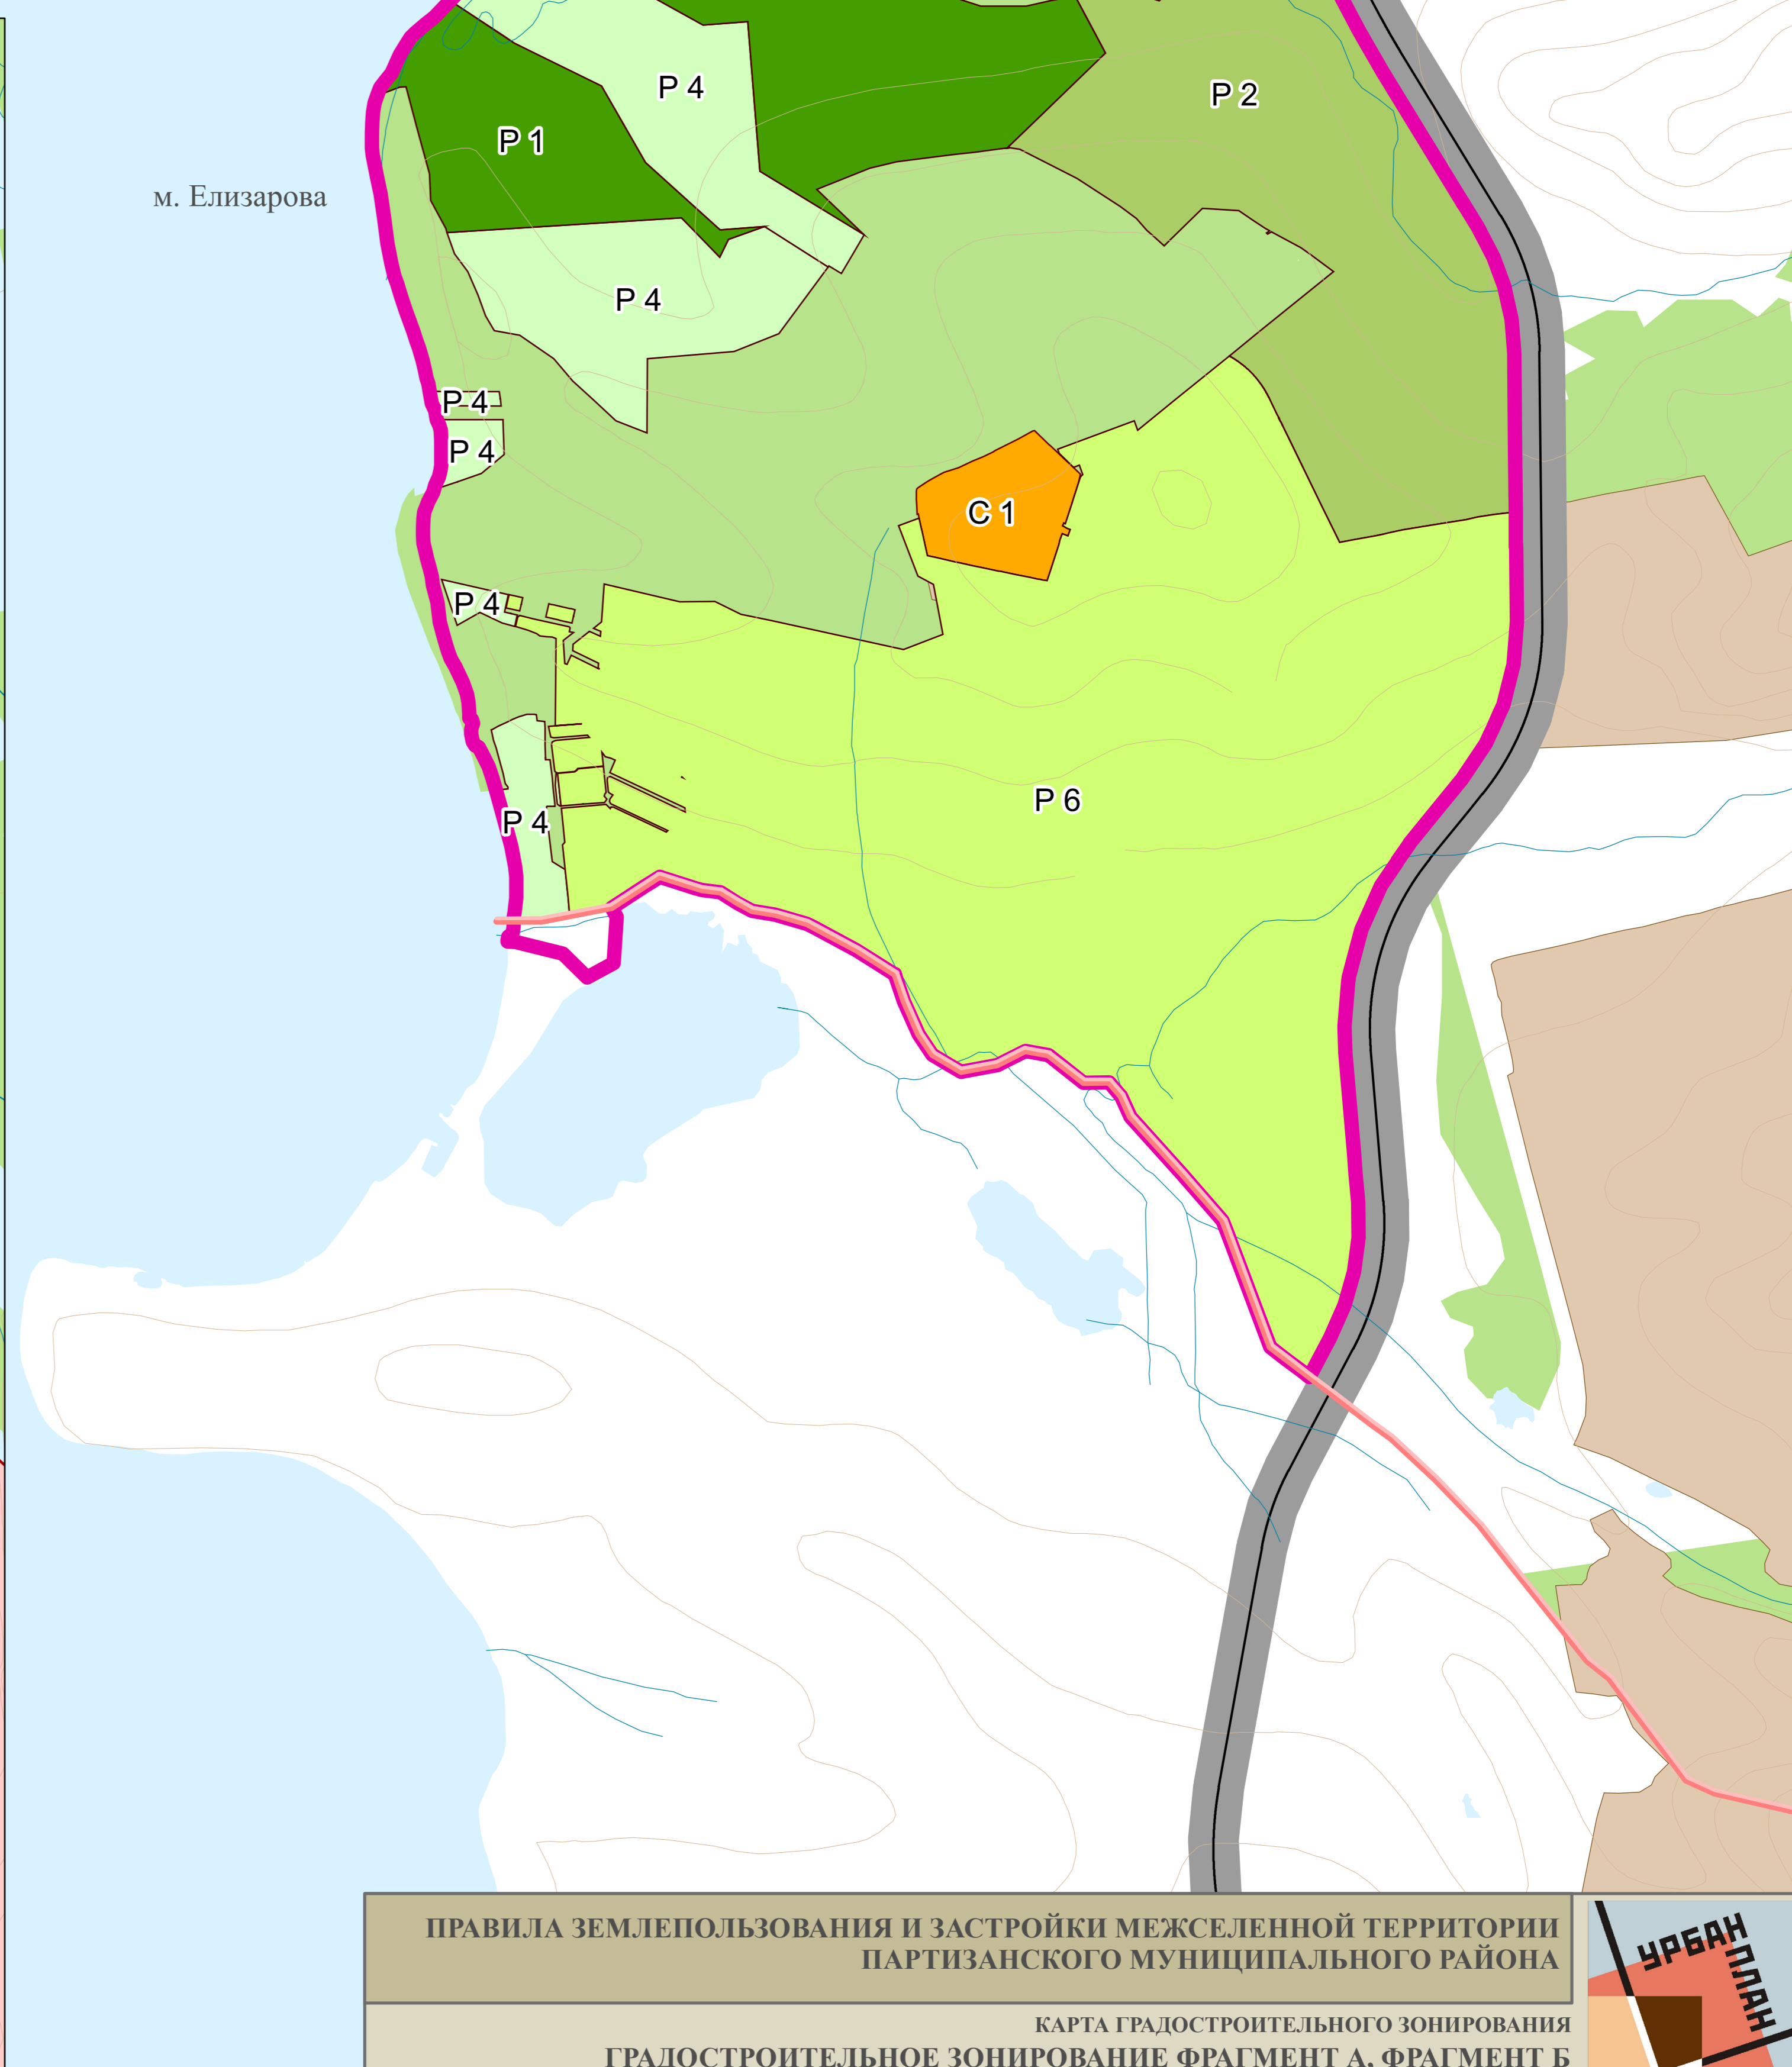 Р 4
Р 2
Р 1
м. Елизарова
Р 4
Р 4
Р 4
С 1
Р 4
Р 6
Р 4
ПРАВИЛА ЗЕМЛЕПОЛЬЗОВАНИЯ И ЗАСТРОЙКИ МЕЖСЕЛЕННОЙ ТЕРРИТОРИИ
ПАРТИЗАНСКОГО МУНИЦИПАЛЬНОГО РАЙОНА
УРБАН
ПЛАН
КАРТА ГРАДОСТРОИТЕЛЬНОГО ЗОНИРОВАНИЯ
ГРАДОСТРОИТЕЛЬНОЕ ЗОНИРОВАНИЕ ФРАГМЕНТ А, ФРАГМЕНТ Б